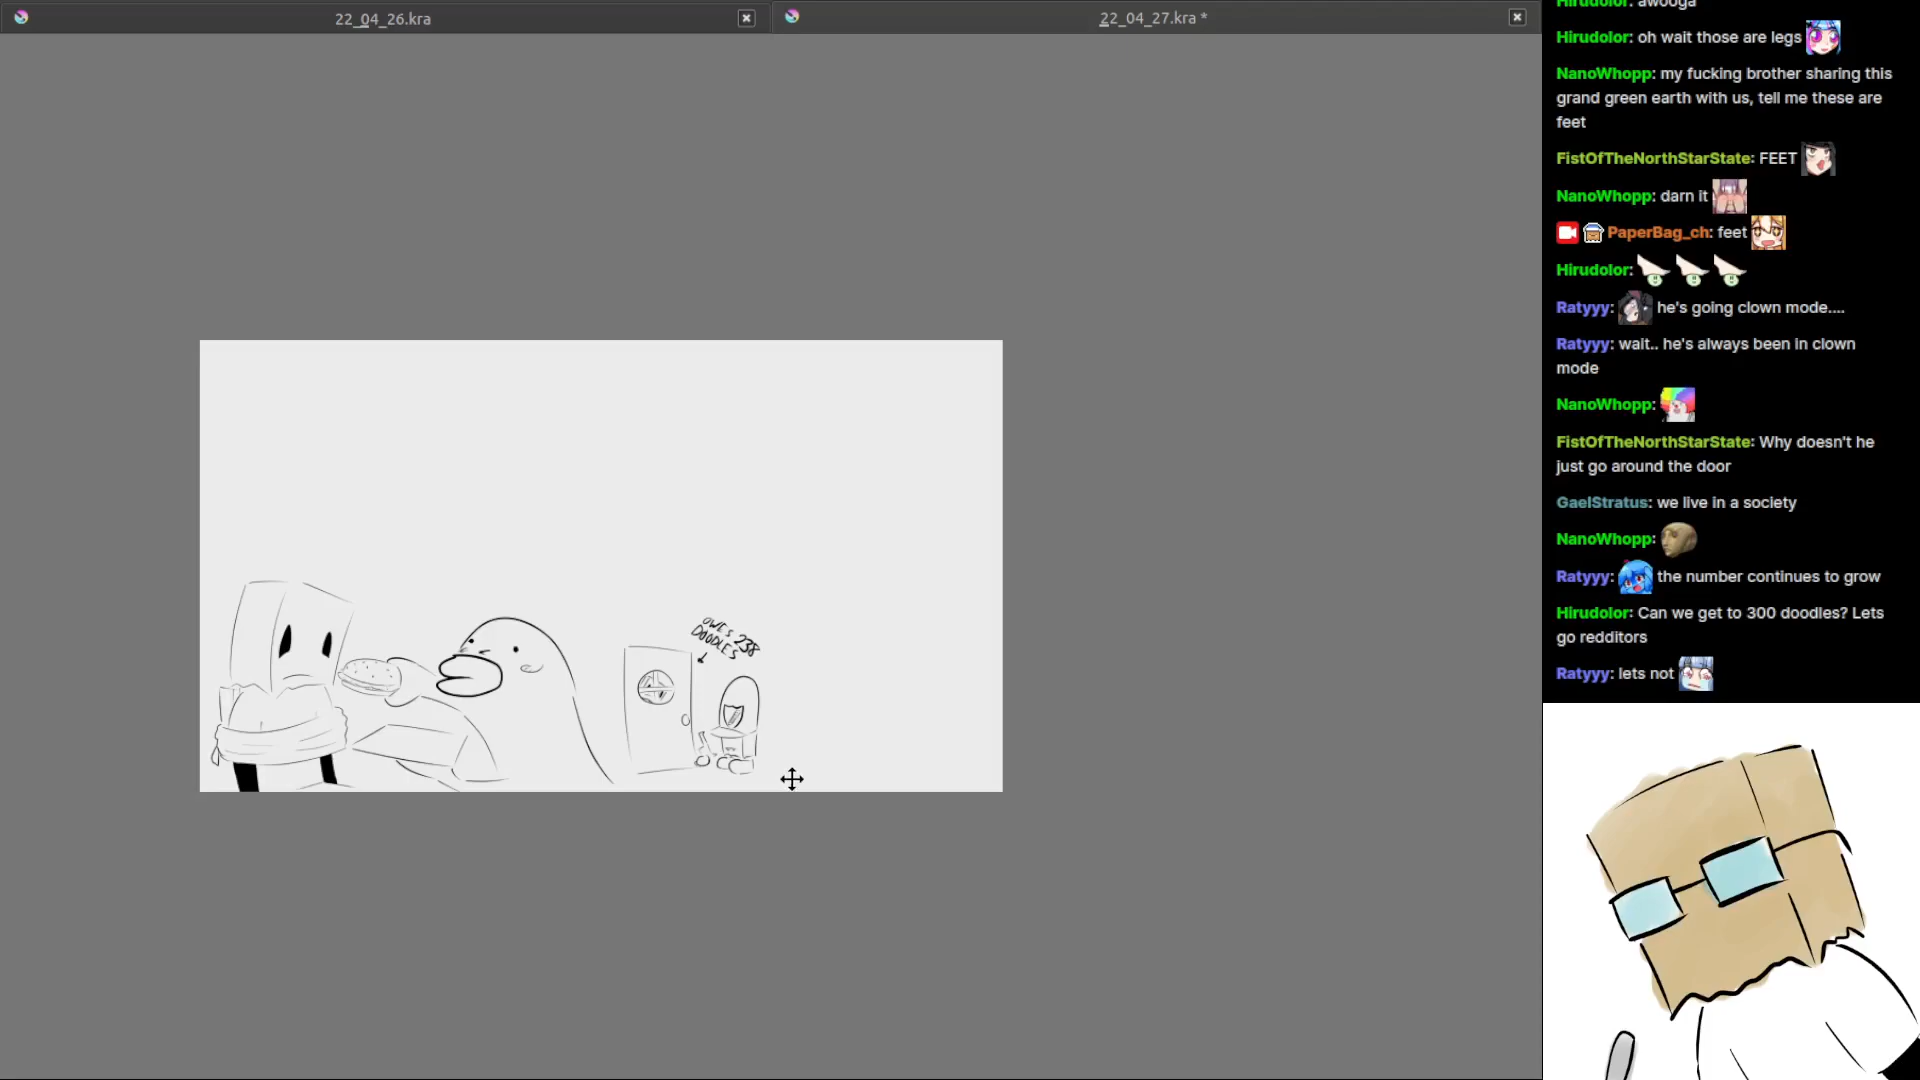 22_04_26.kra
22_04_27.kra *
Hirudolor: awooga
Hirudolor: oh wait those are legs
NanoWhopp: my fucking brother sharing this
grand green earth with us, tell me these are
feet
FistOfTheNorthStarState: FEET
NanoWhopp: darn it
PaperBag_ch: feet
Hirudolor:
Ratyyy: he's going clown mode....
Ratyyy: wait.. he's always been in clown
mode
NanoWhopp:
FistOfTheNorthStarState: Why doesn't he
just go around the door
GaelStratus: we live in a society
NanoWhopp:
Ratyyy: the number continues to grow
Hirudolor: Can we get to 300 doodles? Lets
go redditors
Ratyyy: lets not
OWES 238
DOODLES